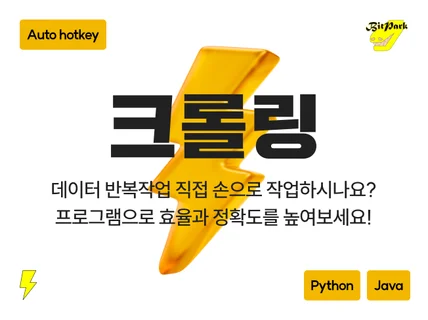 Auto hotkey
BitPark
크롤링
데이터 반복작업 직접 손으로 작업하시나요?
프로그램으로 효율과 정확도를 높여보세요!
Python
Java